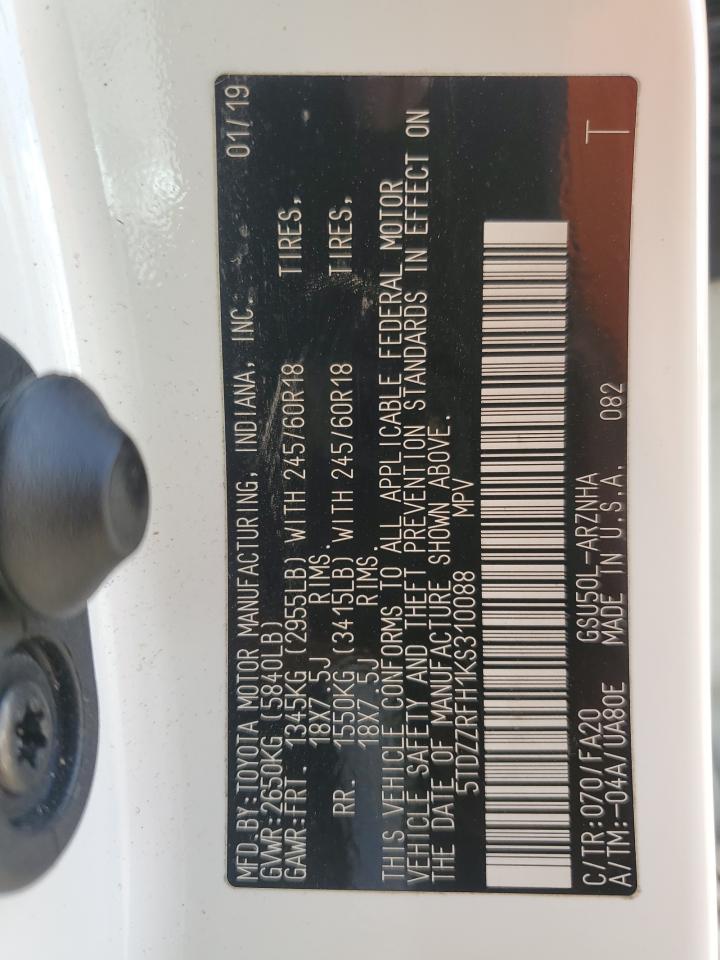 MFD.BY:TOYOTA MOTOR MANUFACTURING, INDIANA, INC. 01/19
GVWR:2650KG (5840LB)
GAWR:FRT. 1345KG (2955LB) WITH 245/60R18 TIRES,
18X7.5J RIMS.
RR. 1550KG (3415LB) WITH 245/60R18 TIRES,
18X7.5J RIMS.
THIS VEHICLE CONFORMS TO ALL APPLICABLE FEDERAL MOTOR
VEHICLE SAFETY AND THEFT PREVENTION STANDARDS IN EFFECT ON
THE DATE OF MANUFACTURE SHOWN ABOVE.
5TDZZRFH1KS310088 MPV
C/TR:070/FA20 GSU50L-ARZNHA T
A/TM:-04A/UA80E MADE IN U.S.A. 082